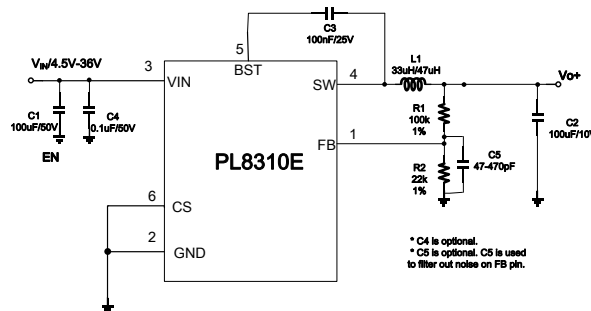 C3
100nF/25V
5
BST
VIN/4.5V-36V
3
VIN
SW
4
L1
33uH/47uH
Vo+
C1
100uF/50V
C4
0.1uF/50V
EN
R1
100k
1%
C2
100uF/10V
FB
1
PL8310E
R2
22k
1%
C5
47-470pF
6
CS
2
GND
* C4 is optional.
* C5 is optional. C5 is used
to filter out noise on FB pin.